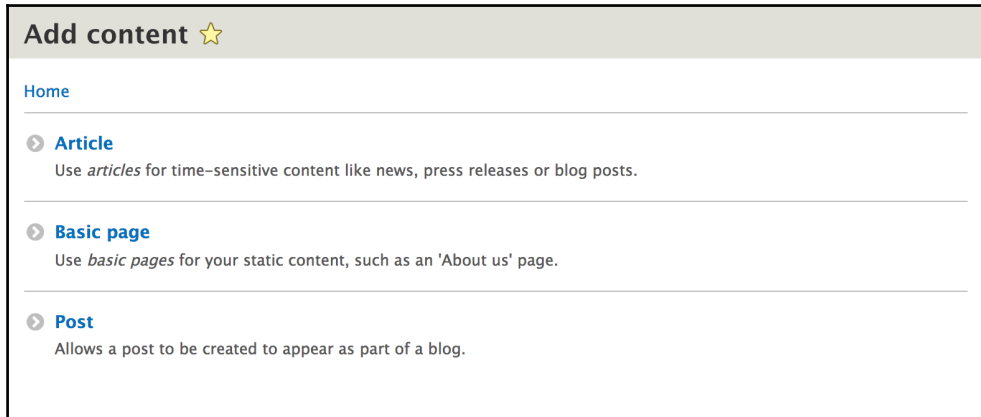 Add content
Home
Article
Use articles for time-sensitive content like news, press releases or blog posts.
Basic page
Use basic pages for your static content, such as an 'About us' page.
Post
Allows a post to be created to appear as part of a blog.